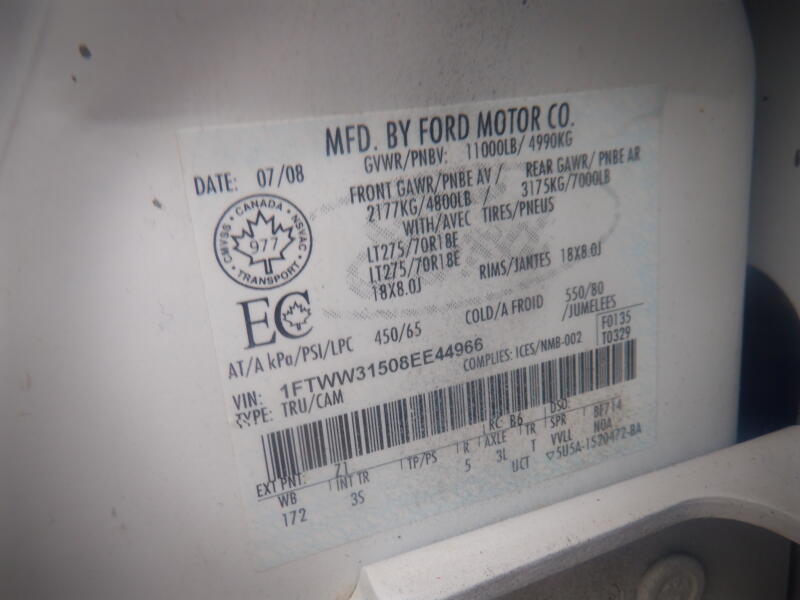 MFD. BY FORD MOTOR CO.
DATE: 07/08
GVWR/PNBV: 11000LB/ 4990KG
FRONT GAWR/PNBE AV / REAR GAWR/ PNBE AR
2177KG/4800LB 3175KG/7000LB
WITH/AVEC TIRES/PNEUS
CANADA
CMVSS NSVAC
977
TRANSPORT
LT275/70R18E
LT275/70R18E
18X8.0J RIMS/JANTES 18X8.0J
EC
AT/A kPa/PSI/LPC 450/65 COLD/A FROID 550/80
/JUMELEES
VIN: 1FTWW31508EE44966 COMPLIES: ICES/NMB-002 F0135
TYPE: TRU/CAM T0329
EXT PNT: Z1 RC B6 DSO:
WB INT TR TP/PS R AXLE TR SPR BF714
172 3S 5 3L T VVLL NOA
UCT 5U5A-1520472-BA